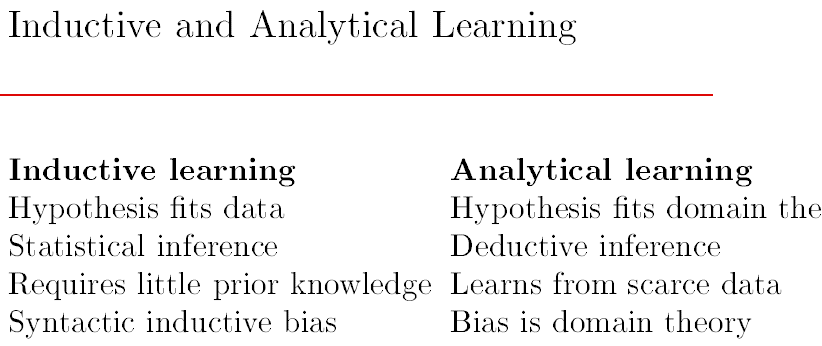 Inductive and Analytical Learning
Inductive learning Analytical learning
Hypothesis fits data Hypothesis fits domain the
Statistical inference Deductive inference
Requires little prior knowledge Learns from scarce data
Syntactic inductive bias Bias is domain theory